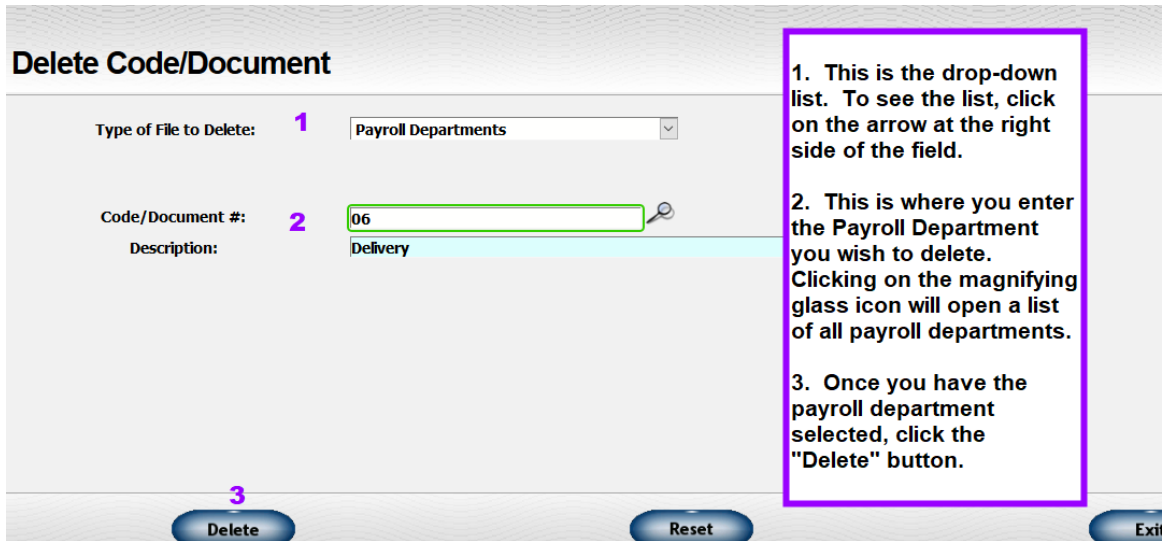 Delete Code/Document
Type of File to Delete: 1 Payroll Departments
Code/Document #: 2 06
Description: Delivery
1. This is the drop-down
list. To see the list, click
on the arrow at the right
side of the field.
2. This is where you enter
the Payroll Department
you wish to delete.
Clicking on the magnifying
glass icon will open a list
of all payroll departments.
3. Once you have the
payroll department
selected, click the
"Delete" button.
3
Delete Reset Exit